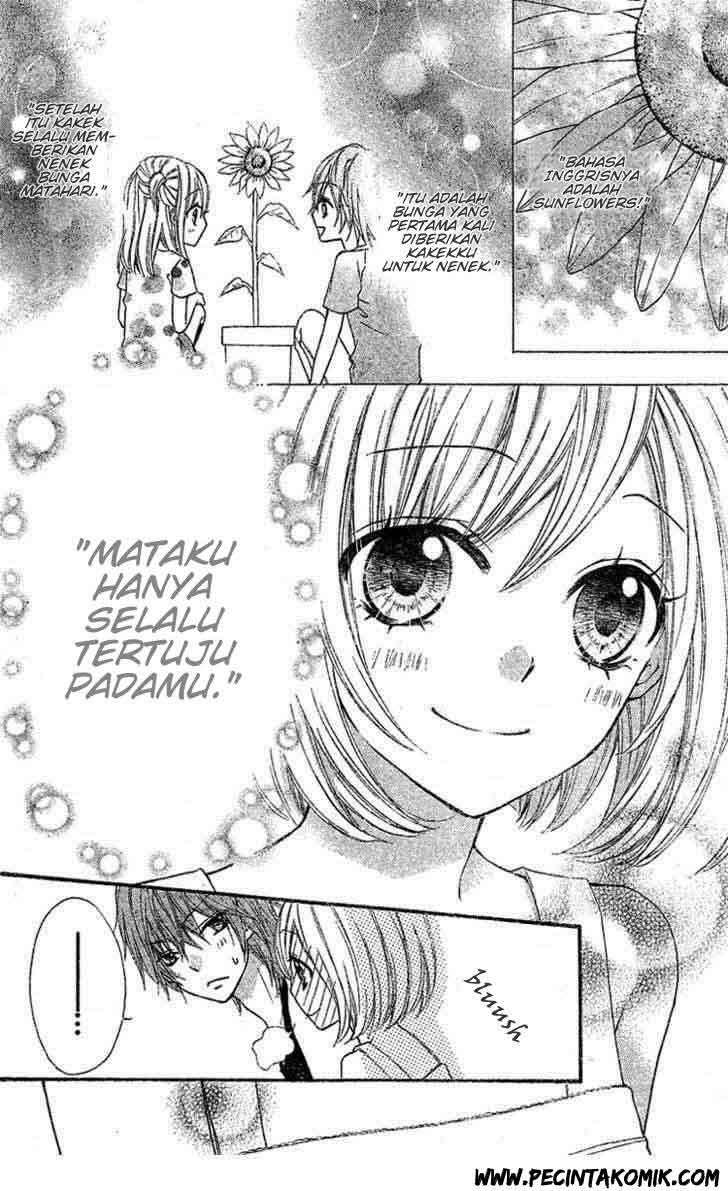 "BAHASA
INGGRISNYA
ADALAH
SUNFLOWERS!"
"ITU ADALAH
BUNGA YANG
PERTAMA KALI
DIBERIKAN
KAKEKKU
UNTUK NENEK."
"SETELAH
ITU KAKEK
SELALU MEM-
BERIKAN
NENEK
BUNGA
MATAHARI."
"MATAKU
HANYA
SELALU
TERTUJU
PADAMU."
bluush
...
WWW.PECINTAKOMIK.COM